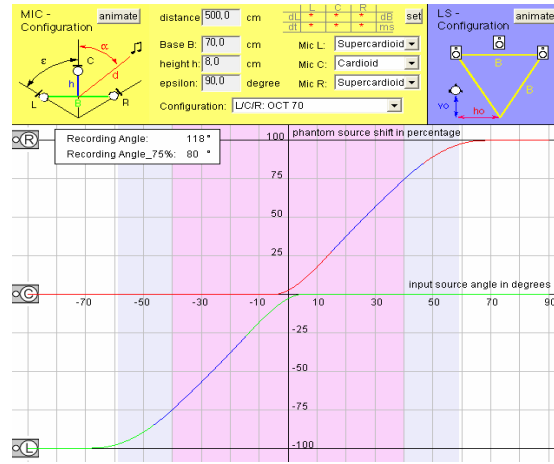 MIC -
Configuration
animate
α
ε
C
d
h
L
B
R
distance 500,0 cm
Base B: 70,0 cm
height h: 8,0 cm
epsilon: 90,0 degree
L C R
dL * * * dB
dt * * * ms
set
Mic L: Supercardioid
Mic C: Cardioid
Mic R: Supercardioid
Configuration: L/C/R: OCT 70
LS -
Configuration
animate
B
B
yo
ho
R
Recording Angle: 118 °
Recording Angle_75%: 80 °
100 phantom source shift in percentage
75
50
25
C
input source angle in degrees
-70 -50 -30 -10 10 30 50 70 90
-25
-50
-75
L
-100